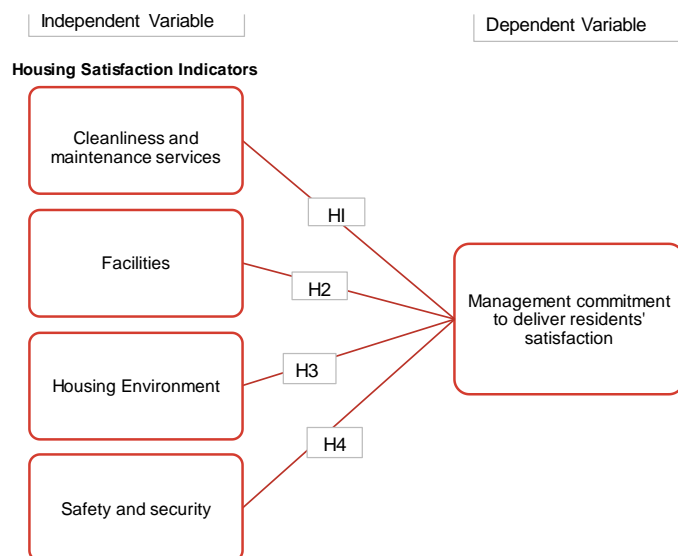 Independent Variable
Dependent Variable
Housing Satisfaction Indicators
Cleanliness and
maintenance services
HI
Facilities
H2
Management commitment
to deliver residents'
satisfaction
H3
Housing Environment
H4
Safety and security